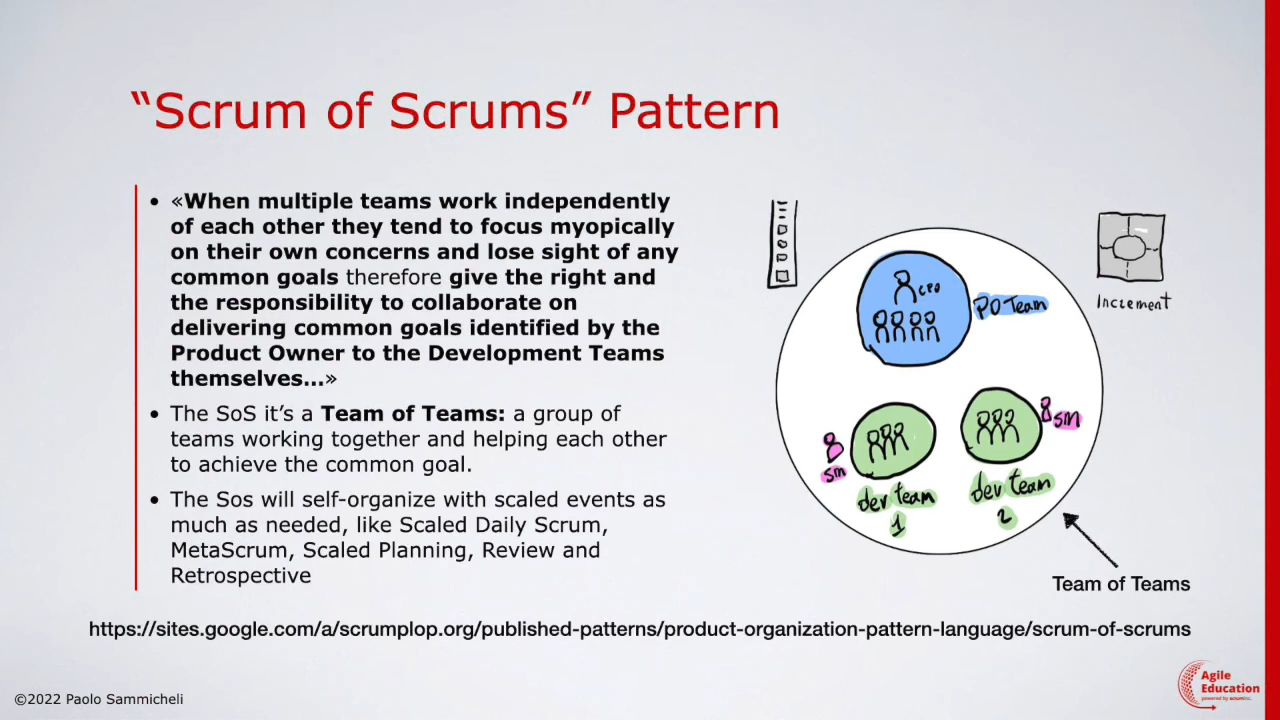 “Scrum of Scrums” Pattern
• «When multiple teams work independently
of each other they tend to focus myopically
on their own concerns and lose sight of any
common goals therefore give the right and
the responsibility to collaborate on
delivering common goals identified by the
Product Owner to the Development Teams
themselves…»
• The SoS it’s a Team of Teams: a group of
teams working together and helping each other
to achieve the common goal.
• The Sos will self-organize with scaled events as
much as needed, like Scaled Daily Scrum,
MetaScrum, Scaled Planning, Review and
Retrospective
CPO
PO Team
Increment
sm
sm
dev team
1
dev team
2
Team of Teams
https://sites.google.com/a/scrumplop.org/published-patterns/product-organization-pattern-language/scrum-of-scrums
©2022 Paolo Sammicheli
Agile
Education
powered by scruminc.